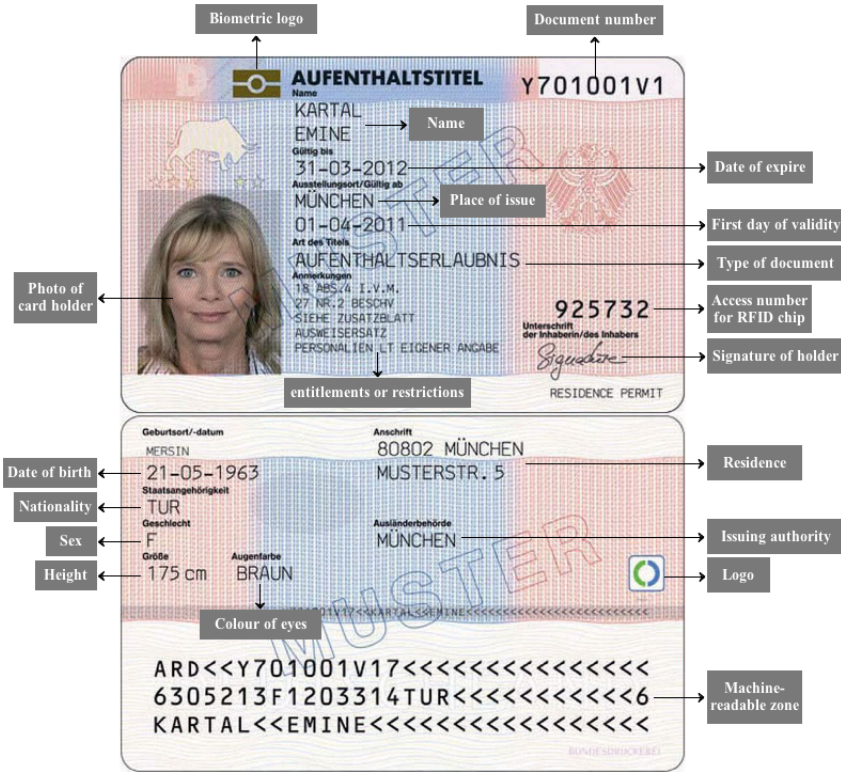 Biometric logo
Document number
D
AUFENTHALTSTITEL
Y701001V1
Name
KARTAL
EMINE
Name
Gültig bis
31-03-2012
Date of expire
Ausstellungsort/Gültig ab
MÜNCHEN
Place of issue
01-04-2011
First day of validity
Art des Titels
AUFENTHALTSERLAUBNIS
Type of document
Anmerkungen
18 ABS.4 I.V.M.
27 NR.2 BESCHV
SIEHE ZUSATZBLATT
AUSWEISERSATZ
PERSONALIEN LT EIGENER ANGABE
Photo of
card holder
925732
Access number
for RFID chip
Unterschrift
der Inhaberin/des Inhabers
Signature
Signature of holder
entitlements or restrictions
RESIDENCE PERMIT
MUSTER
Geburtsort/-datum
Anschrift
MERSIN
80802 MÜNCHEN
Date of birth
21-05-1963
MUSTERSTR. 5
Residence
Staatsangehörigkeit
Nationality
TUR
Geschlecht
Ausländerbehörde
Sex
F
MÜNCHEN
Issuing authority
Größe
Augenfarbe
Height
175 cm
BRAUN
Logo
Colour of eyes
MUSTER
ARD<<Y701001V17<<<<<<<<<<<<<<<
6305213F1203314TUR<<<<<<<<<<<6
KARTAL<<EMINE<<<<<<<<<<<<<<<<<
Machine-
readable zone
BUNDESDRUCKEREI